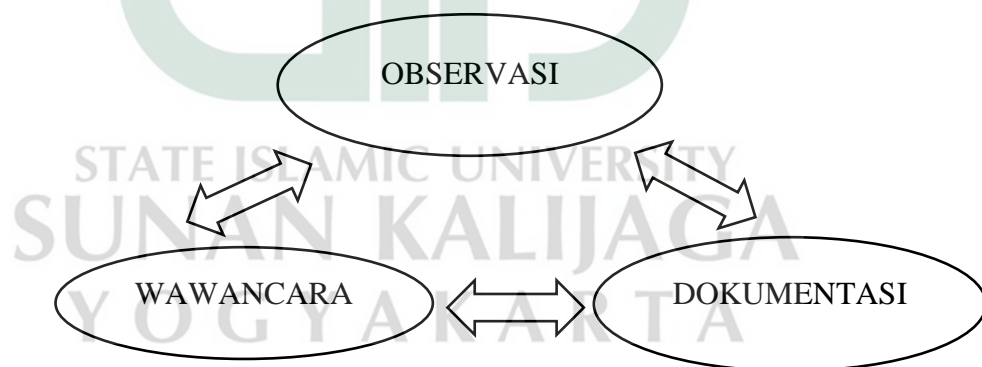 OBSERVASI
STATE ISLAMIC UNIVERSITY
SUNAN KALIJAGA
WAWANCARA
DOKUMENTASI
YOGYAKARTA